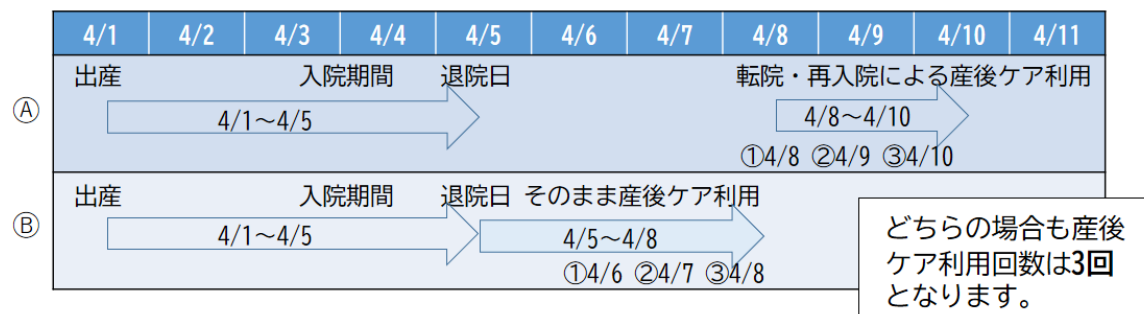 4/1 4/2 4/3 4/4 4/5 4/6 4/7 4/8 4/9 4/10 4/11
Ⓐ
出産 入院期間 退院日 転院・再入院による産後ケア利用
4/1～4/5 4/8～4/10
①4/8 ②4/9 ③4/10
Ⓑ
出産 入院期間 退院日 そのまま産後ケア利用
4/1～4/5 4/5～4/8
①4/6 ②4/7 ③4/8
どちらの場合も産後
ケア利用回数は3回
となります。